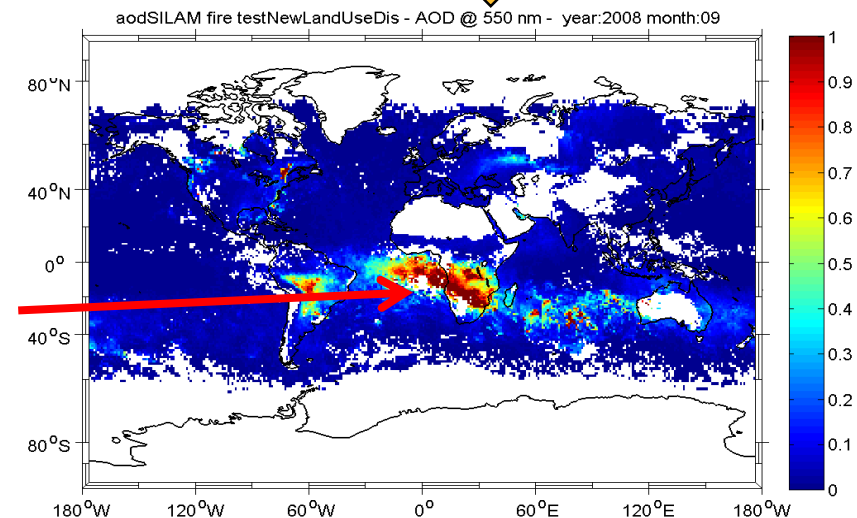 aodSILAM fire testNewLandUseDis - AOD @ 550 nm - year:2008 month:09
80°N
40°N
0°
40°S
80°S
180°W 120°W 60°W 0° 60°E 120°E 180°W
1
0.9
0.8
0.7
0.6
0.5
0.4
0.3
0.2
0.1
0